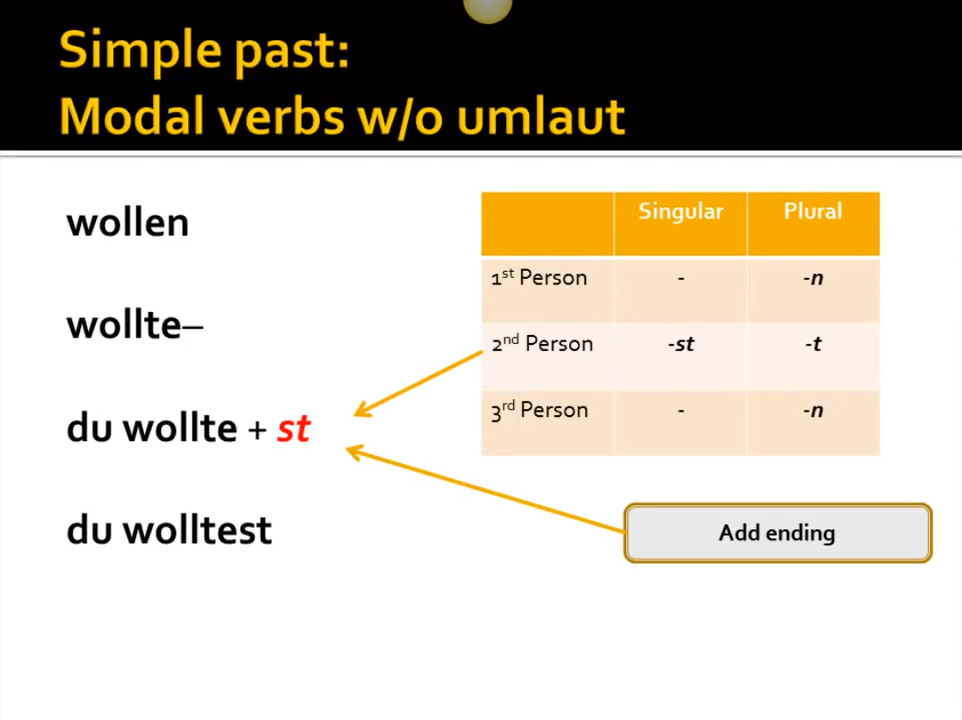 Simple past:
Modal verbs w/o umlaut
wollen
wollte–
du wollte + st
du wolltest
Singular Plural
1st Person - -n
2nd Person -st -t
3rd Person - -n
Add ending